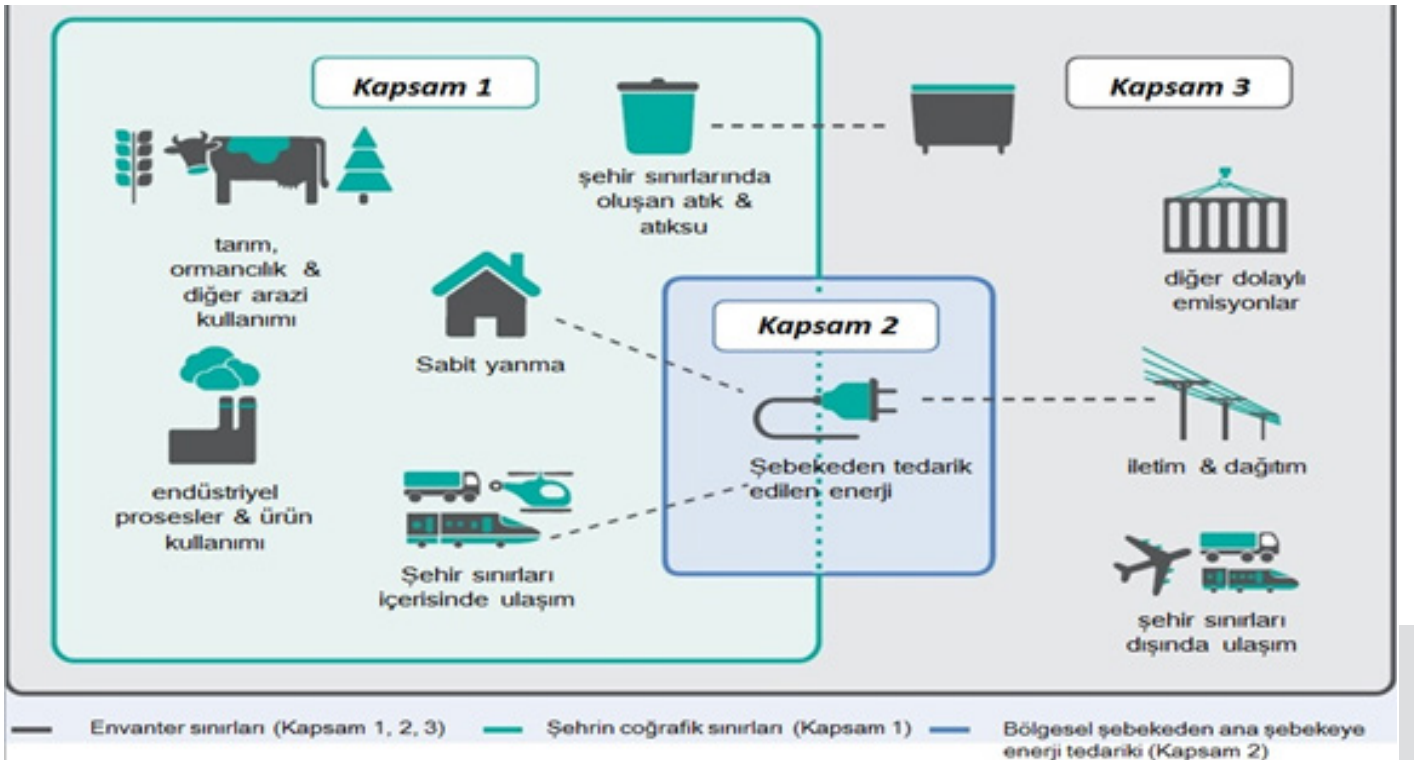 Kapsam 1
tarım,
ormancılık &
diğer arazi
kullanımı
endüstriyel
prosesler & ürün
kullanımı
Sabit yanma
Şehir sınırları
içerisinde ulaşım
şehir sınırlarında
oluşan atık &
atıksu
Kapsam 2
Şebekeden tedarik
edilen enerji
Kapsam 3
diğer dolaylı
emisyonlar
iletim & dağıtım
şehir sınırları
dışında ulaşım
Envanter sınırları (Kapsam 1, 2, 3)
Şehrin coğrafik sınırları (Kapsam 1)
Bölgesel şebekeden ana şebekeye
enerji tedariki (Kapsam 2)